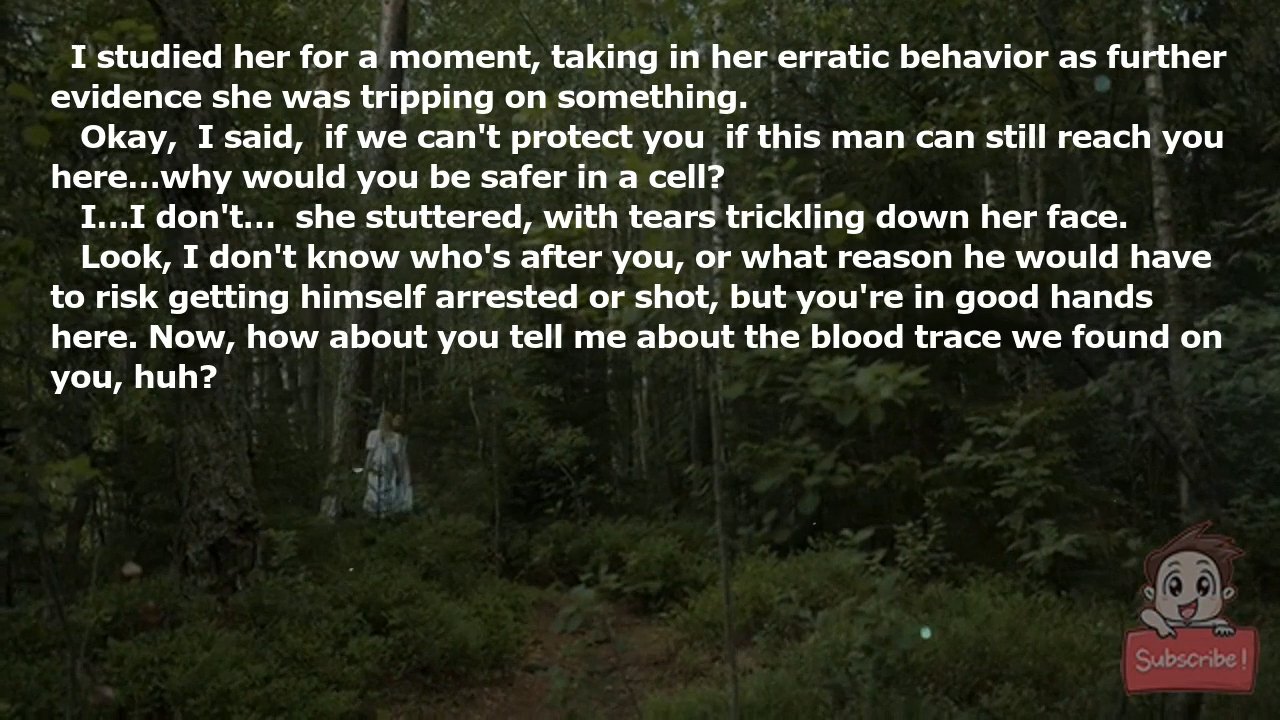 I studied her for a moment, taking in her erratic behavior as further
evidence she was tripping on something.
Okay,  I said,  if we can't protect you  if this man can still reach you
here...why would you be safer in a cell?
I...I don't...  she stuttered, with tears trickling down her face.
Look, I don't know who's after you, or what reason he would have
to risk getting himself arrested or shot, but you're in good hands
here. Now, how about you tell me about the blood trace we found on
you, huh?
Subscribe!